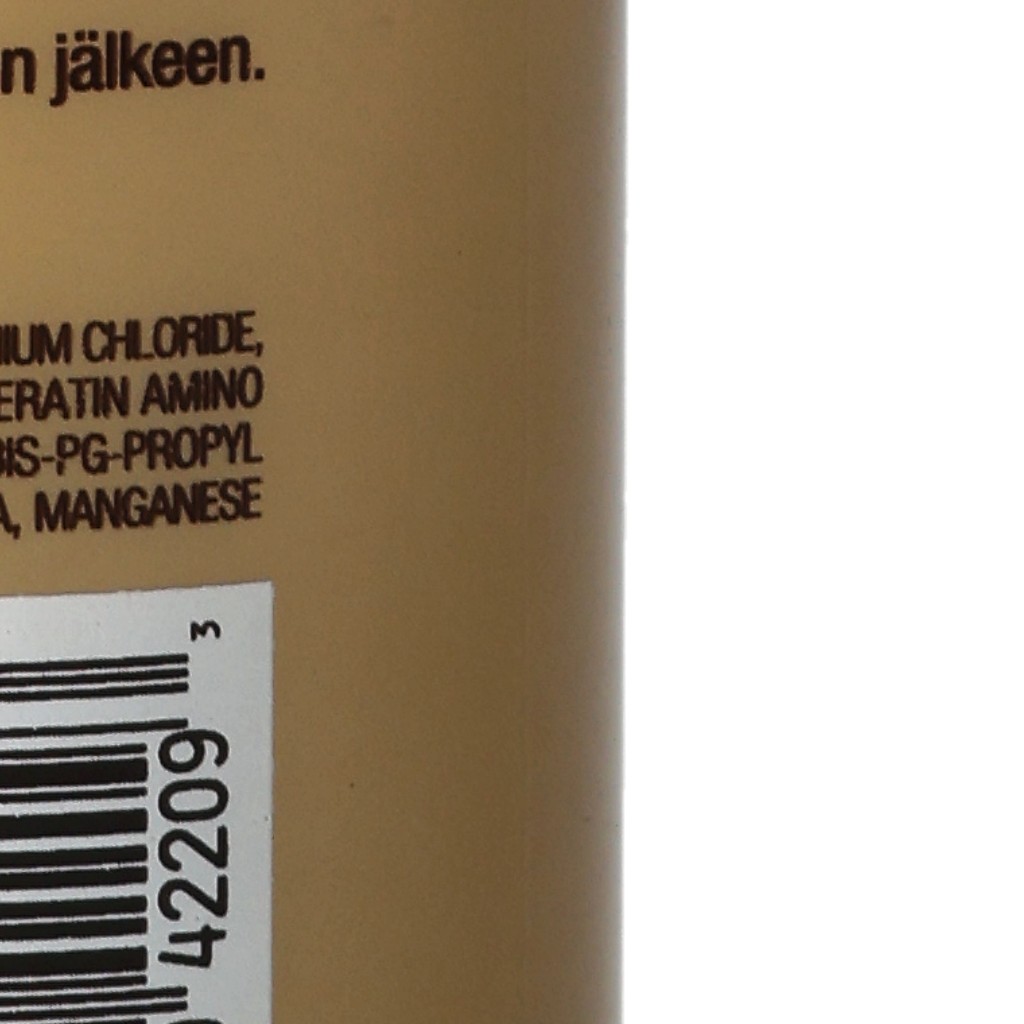 n jälkeen.
IUM CHLORIDE,
ERATIN AMINO
BIS-PG-PROPYL
A, MANGANESE
3
42209